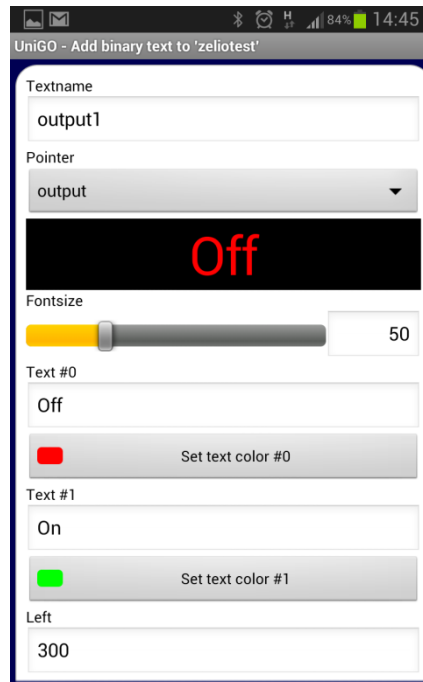 H 84% 14:45
UniGO - Add binary text to 'zeliotest'
Textname
output1
Pointer
output
Off
Fontsize
50
Text #0
Off
Set text color #0
Text #1
On
Set text color #1
Left
300